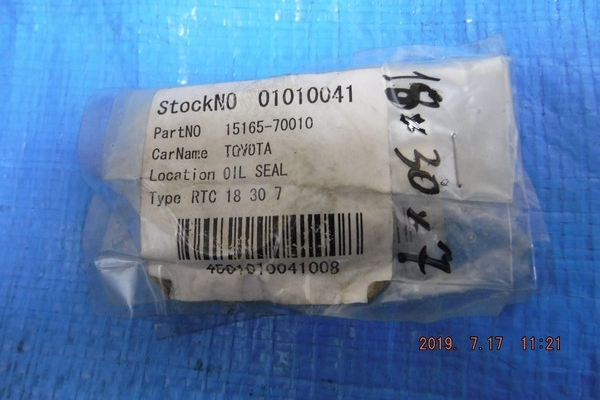 StockNO 01010041
PartNO 15165-70010
CarName TOYOTA
Location OIL SEAL
Type RTC 18 30 7
4501010041008
18 x 30 x 7
2019. 7.17 11:21